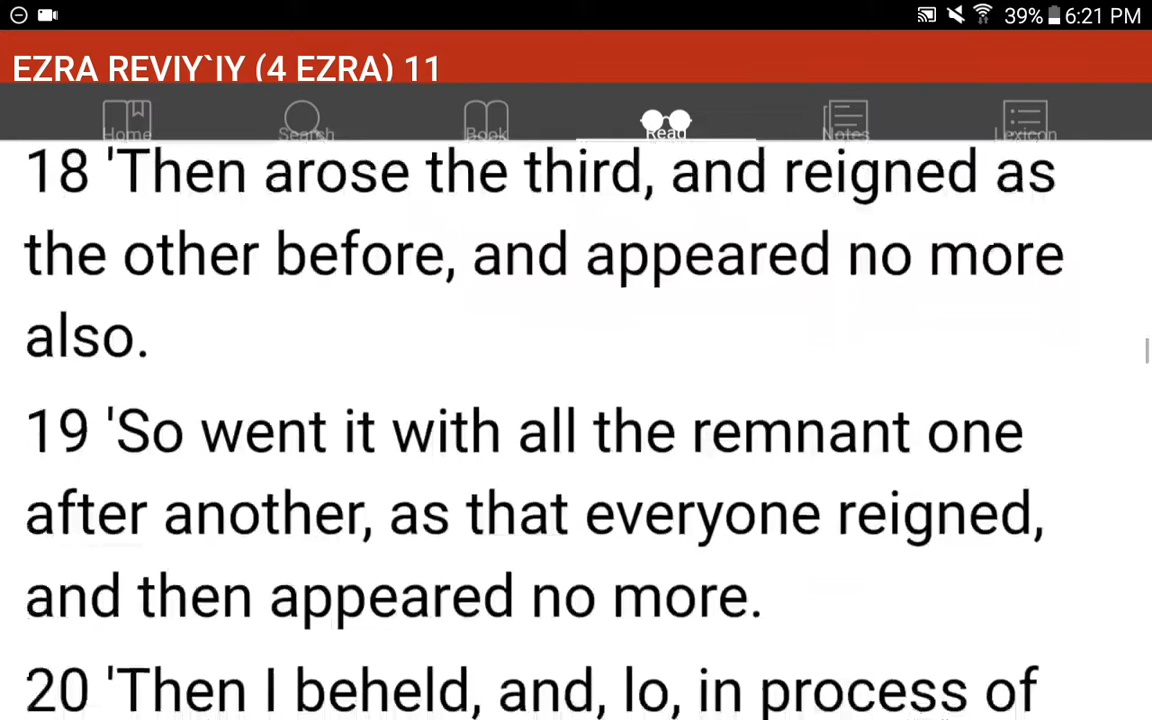 39% 6:21 PM
EZRA REVIY`IY (4 EZRA) 11
Home Search Book Read Notes Lexicon
18 'Then arose the third, and reigned as
the other before, and appeared no more
also.
19 'So went it with all the remnant one
after another, as that everyone reigned,
and then appeared no more.
20 'Then I beheld, and, lo, in process of